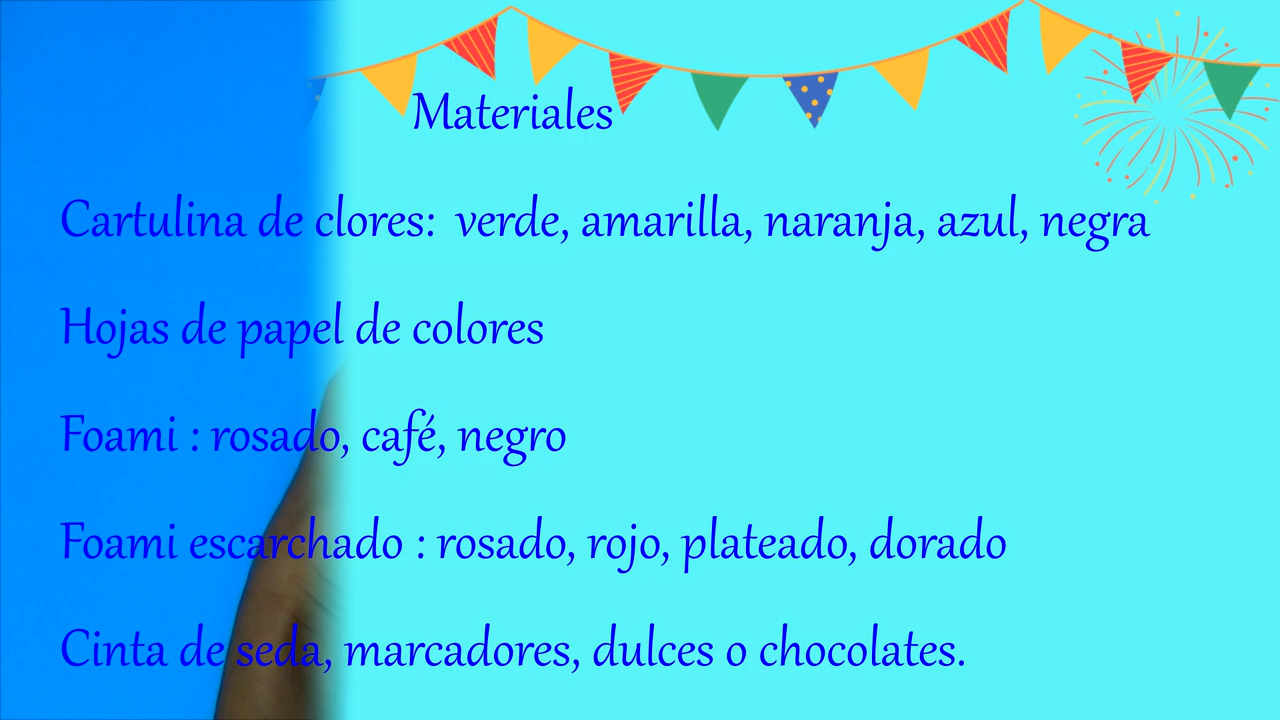 Materiales
Cartulina de clores: verde, amarilla, naranja, azul, negra
Hojas de papel de colores
Foami : rosado, café, negro
Foami escarchado : rosado, rojo, plateado, dorado
Cinta de seda, marcadores, dulces o chocolates.